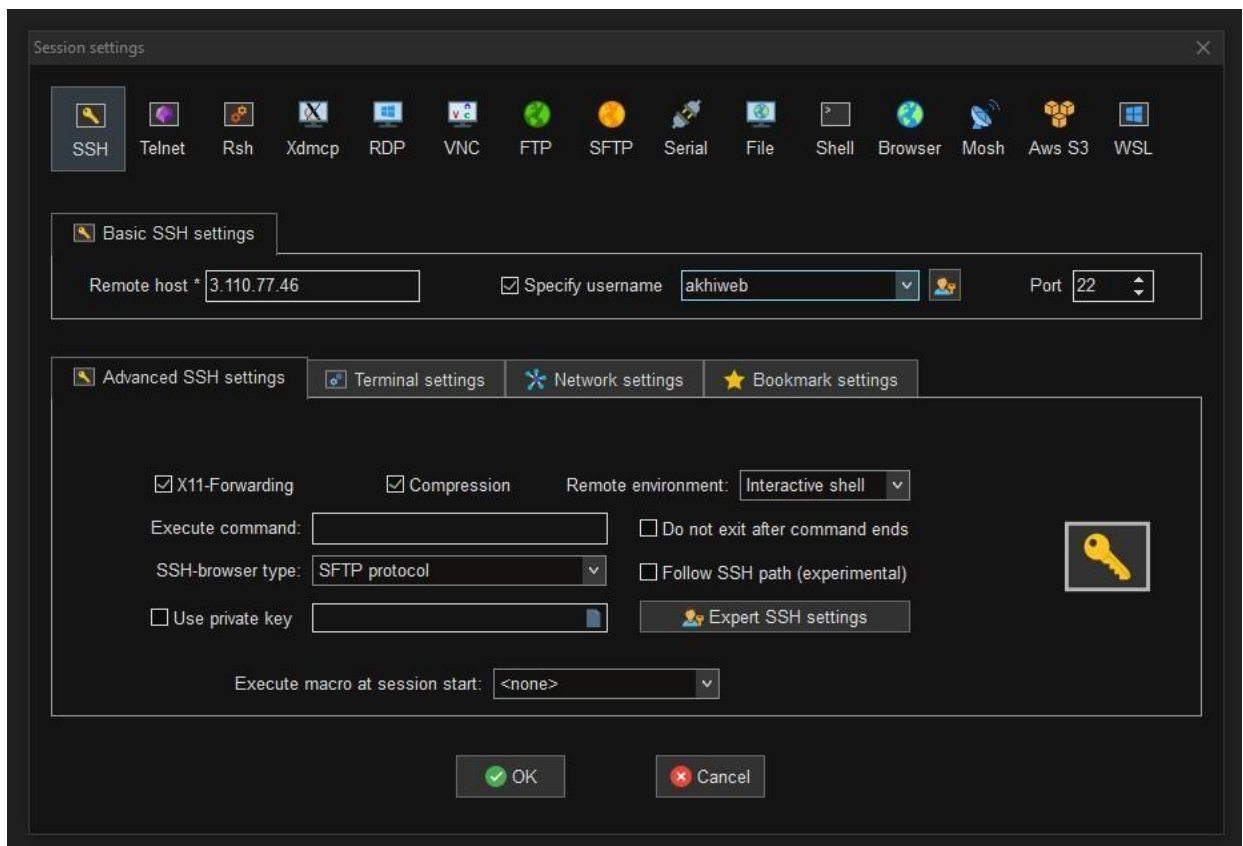 Session settings
SSH Telnet Rsh Xdmcp RDP VNC FTP SFTP Serial File Shell Browser Mosh Aws S3 WSL
Basic SSH settings
Remote host * 3.110.77.46 Specify username akhiweb Port 22
Advanced SSH settings Terminal settings Network settings Bookmark settings
X11-Forwarding Compression Remote environment: Interactive shell
Execute command: Do not exit after command ends
SSH-browser type: SFTP protocol Follow SSH path (experimental)
Use private key Expert SSH settings
Execute macro at session start: <none>
OK Cancel